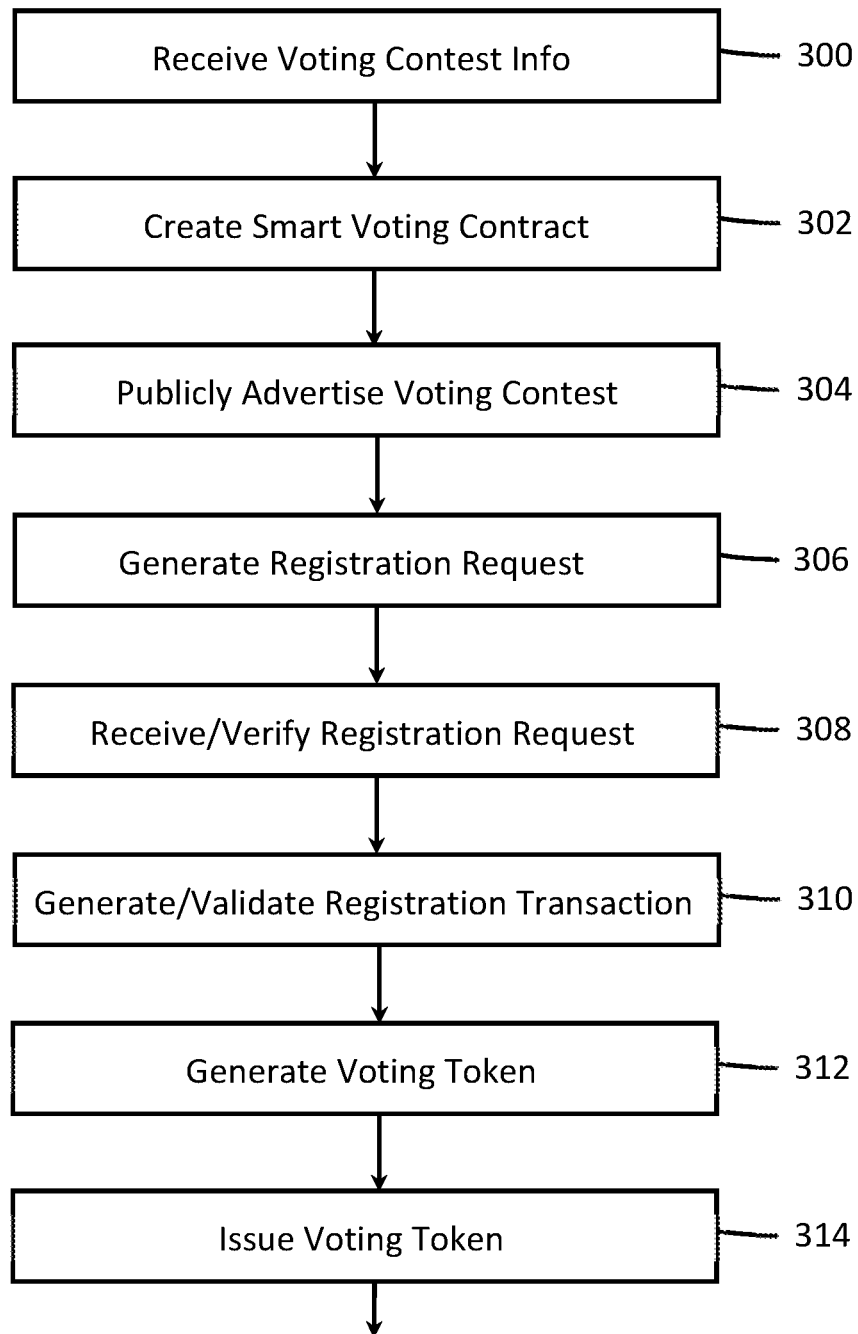 Receive Voting Contest Info 300
Create Smart Voting Contract 302
Publicly Advertise Voting Contest 304
Generate Registration Request 306
Receive/Verify Registration Request 308
Generate/Validate Registration Transaction 310
Generate Voting Token 312
Issue Voting Token 314